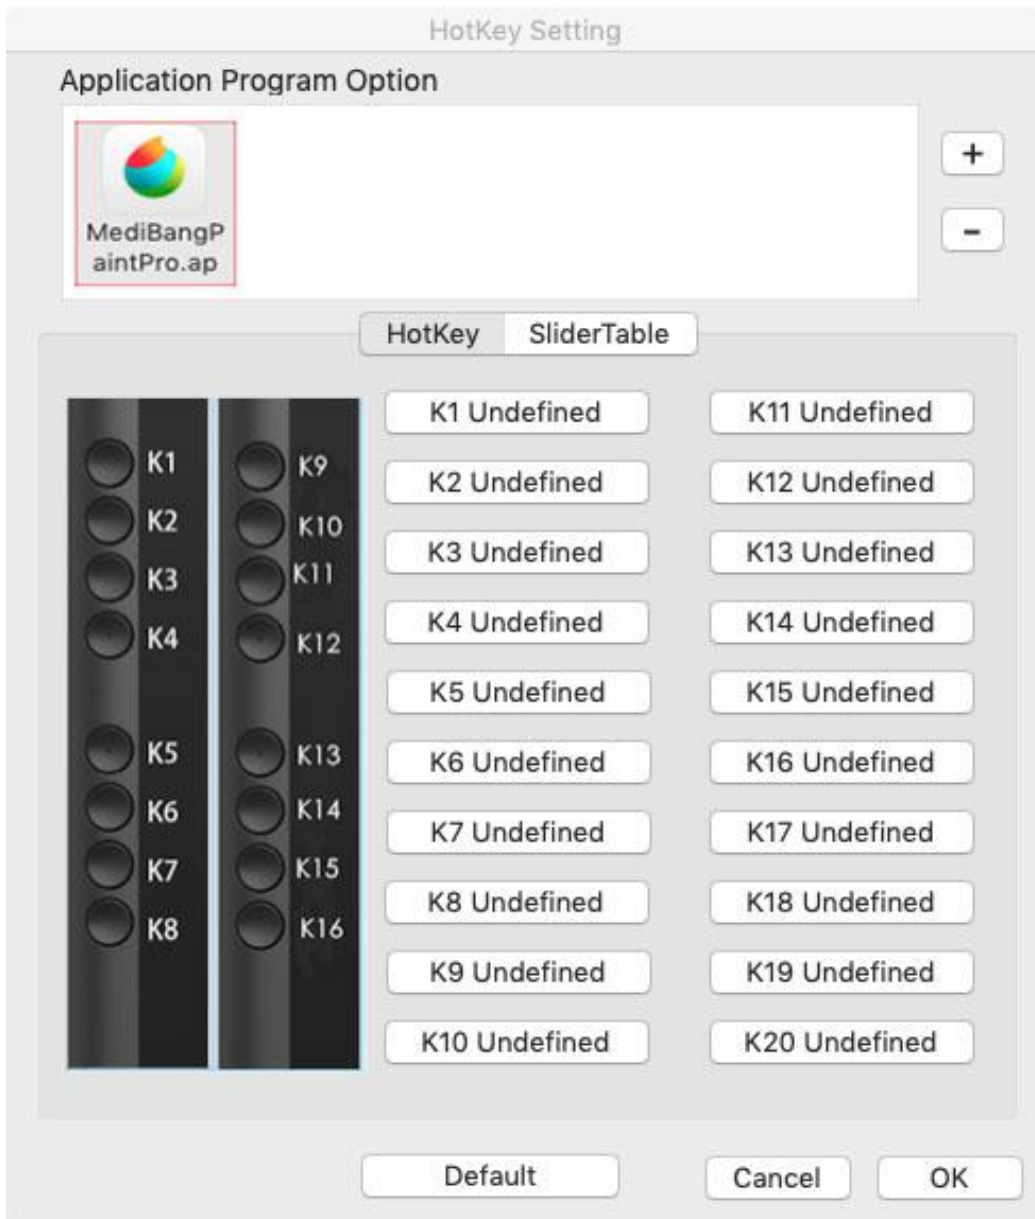 HotKey Setting
Application Program Option
MediBangP
aintPro.ap
+
-
HotKey
SliderTable
K1
K2
K3
K4
K5
K6
K7
K8
K9
K10
K11
K12
K13
K14
K15
K16
K1 Undefined
K2 Undefined
K3 Undefined
K4 Undefined
K5 Undefined
K6 Undefined
K7 Undefined
K8 Undefined
K9 Undefined
K10 Undefined
K11 Undefined
K12 Undefined
K13 Undefined
K14 Undefined
K15 Undefined
K16 Undefined
K17 Undefined
K18 Undefined
K19 Undefined
K20 Undefined
Default
Cancel
OK